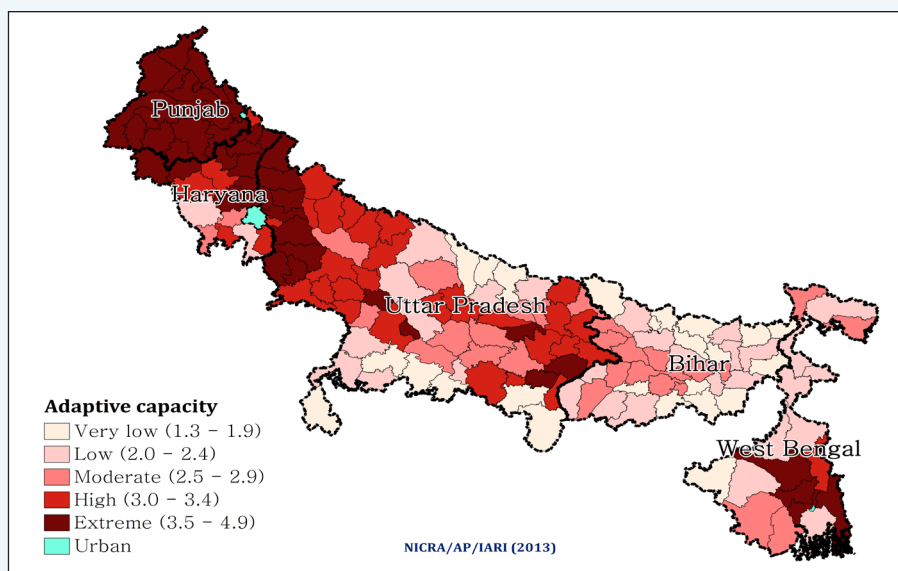 Punjab
Haryana
Uttar Pradesh
Bihar
West Bengal
Adaptive capacity
Very low (1.3 - 1.9)
Low (2.0 - 2.4)
Moderate (2.5 - 2.9)
High (3.0 - 3.4)
Extreme (3.5 - 4.9)
Urban
NICRA/AP/IARI (2013)